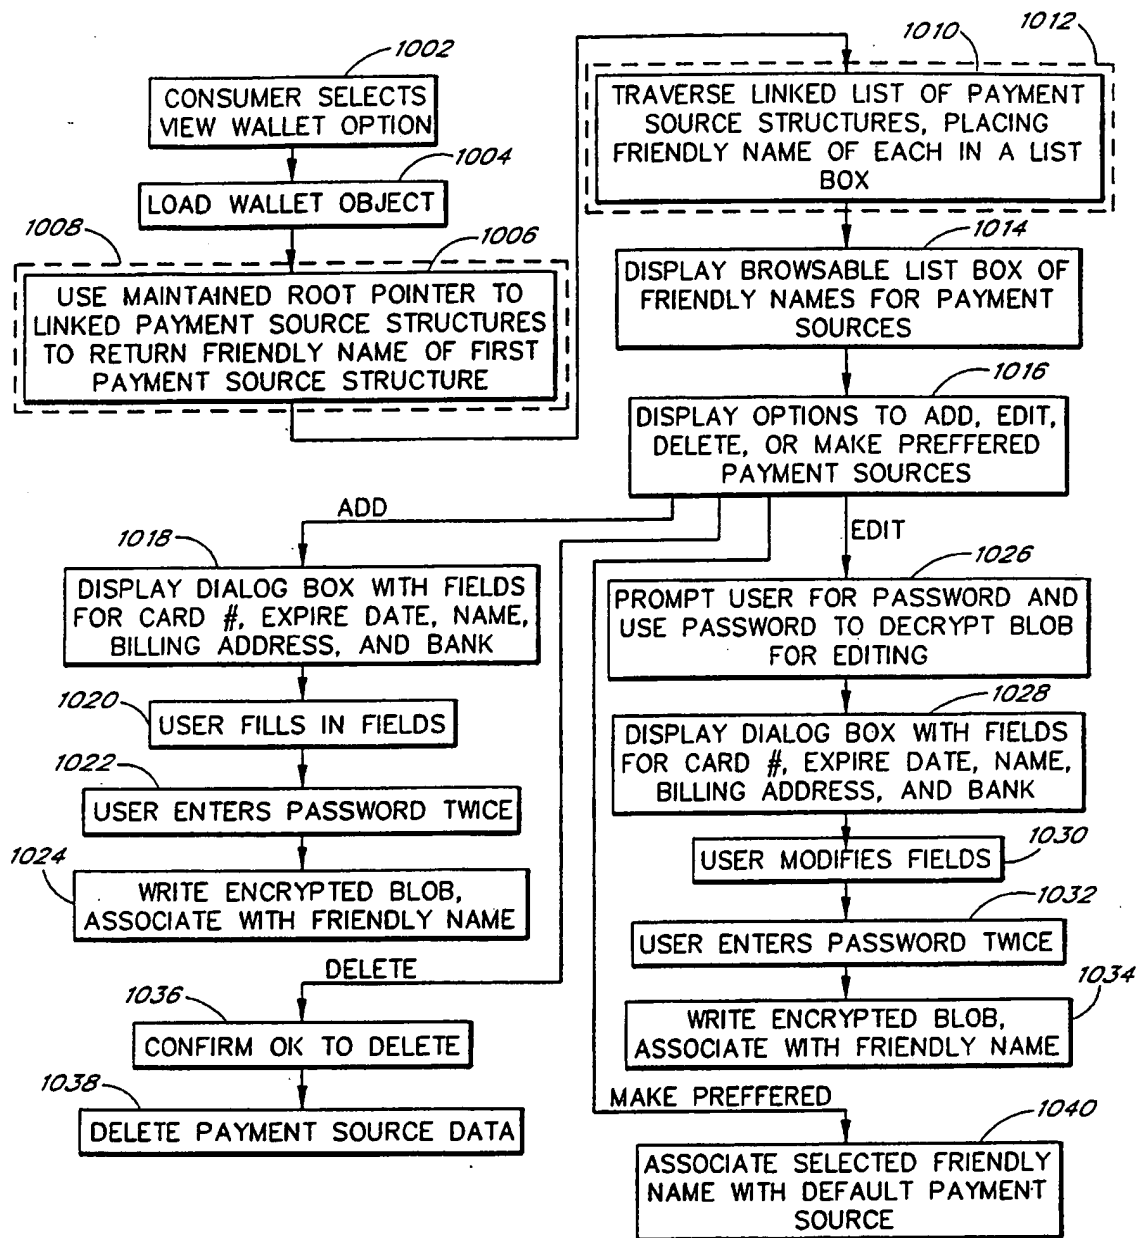 1002
CONSUMER SELECTS
VIEW WALLET OPTION
1004
LOAD WALLET OBJECT
1008
1006
USE MAINTAINED ROOT POINTER TO
LINKED PAYMENT SOURCE STRUCTURES
TO RETURN FRIENDLY NAME OF FIRST
PAYMENT SOURCE STRUCTURE
1010
1012
TRAVERSE LINKED LIST OF PAYMENT
SOURCE STRUCTURES, PLACING
FRIENDLY NAME OF EACH IN A LIST
BOX
1014
DISPLAY BROWSABLE LIST BOX OF
FRIENDLY NAMES FOR PAYMENT
SOURCES
1016
DISPLAY OPTIONS TO ADD, EDIT,
DELETE, OR MAKE PREFFERED
PAYMENT SOURCES
ADD
1018
DISPLAY DIALOG BOX WITH FIELDS
FOR CARD #, EXPIRE DATE, NAME,
BILLING ADDRESS, AND BANK
1020
USER FILLS IN FIELDS
1022
USER ENTERS PASSWORD TWICE
1024
WRITE ENCRYPTED BLOB,
ASSOCIATE WITH FRIENDLY NAME
EDIT
1026
PROMPT USER FOR PASSWORD AND
USE PASSWORD TO DECRYPT BLOB
FOR EDITING
1028
DISPLAY DIALOG BOX WITH FIELDS
FOR CARD #, EXPIRE DATE, NAME,
BILLING ADDRESS, AND BANK
1030
USER MODIFIES FIELDS
1032
USER ENTERS PASSWORD TWICE
1034
WRITE ENCRYPTED BLOB,
ASSOCIATE WITH FRIENDLY NAME
DELETE
1036
CONFIRM OK TO DELETE
1038
DELETE PAYMENT SOURCE DATA
MAKE PREFFERED
1040
ASSOCIATE SELECTED FRIENDLY
NAME WITH DEFAULT PAYMENT
SOURCE